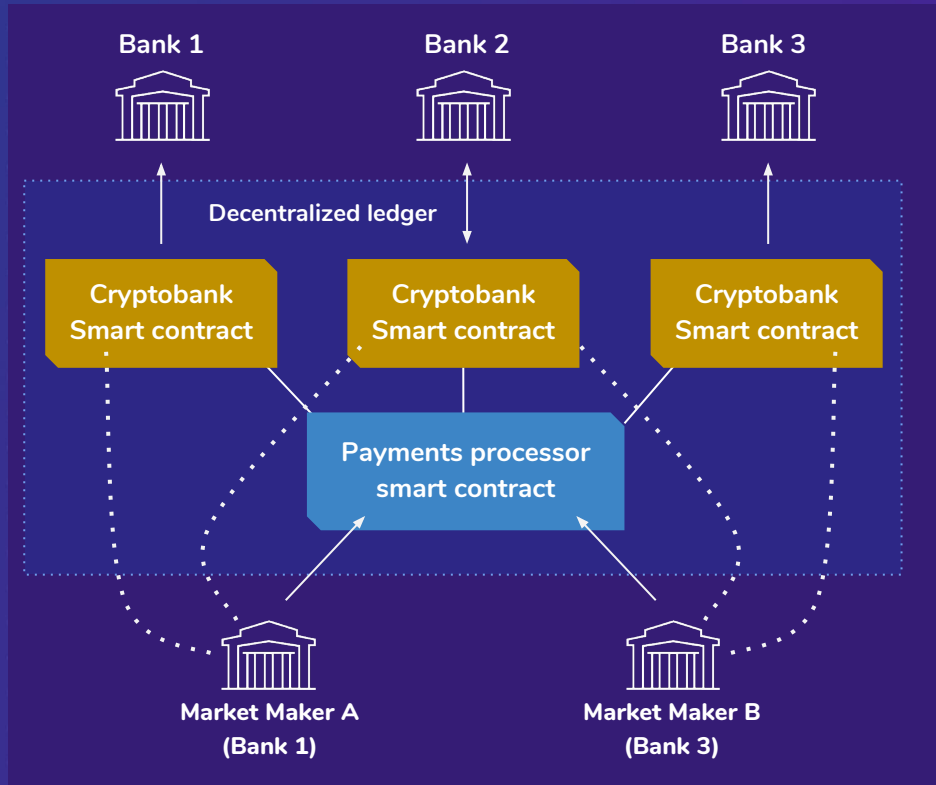 Bank 1
Bank 2
Bank 3
Decentralized ledger
Cryptobank
Smart contract
Cryptobank
Smart contract
Cryptobank
Smart contract
Payments processor
smart contract
Market Maker A
(Bank 1)
Market Maker B
(Bank 3)